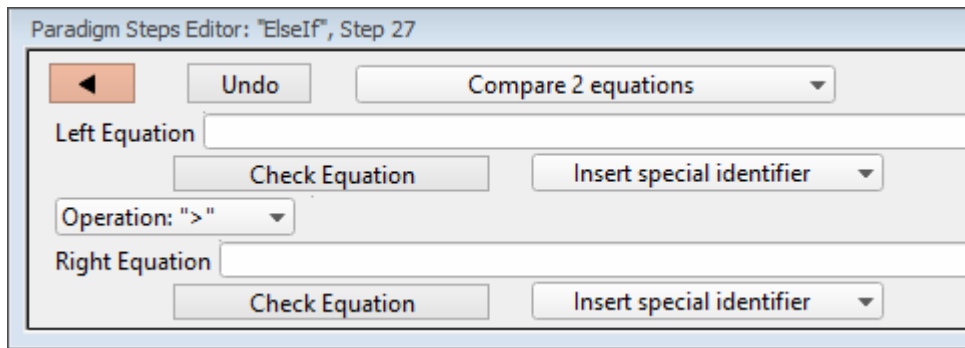 Paradigm Steps Editor: "ElseIf", Step 27
Undo Compare 2 equations
Left Equation
Check Equation Insert special identifier
Operation: ">"
Right Equation
Check Equation Insert special identifier